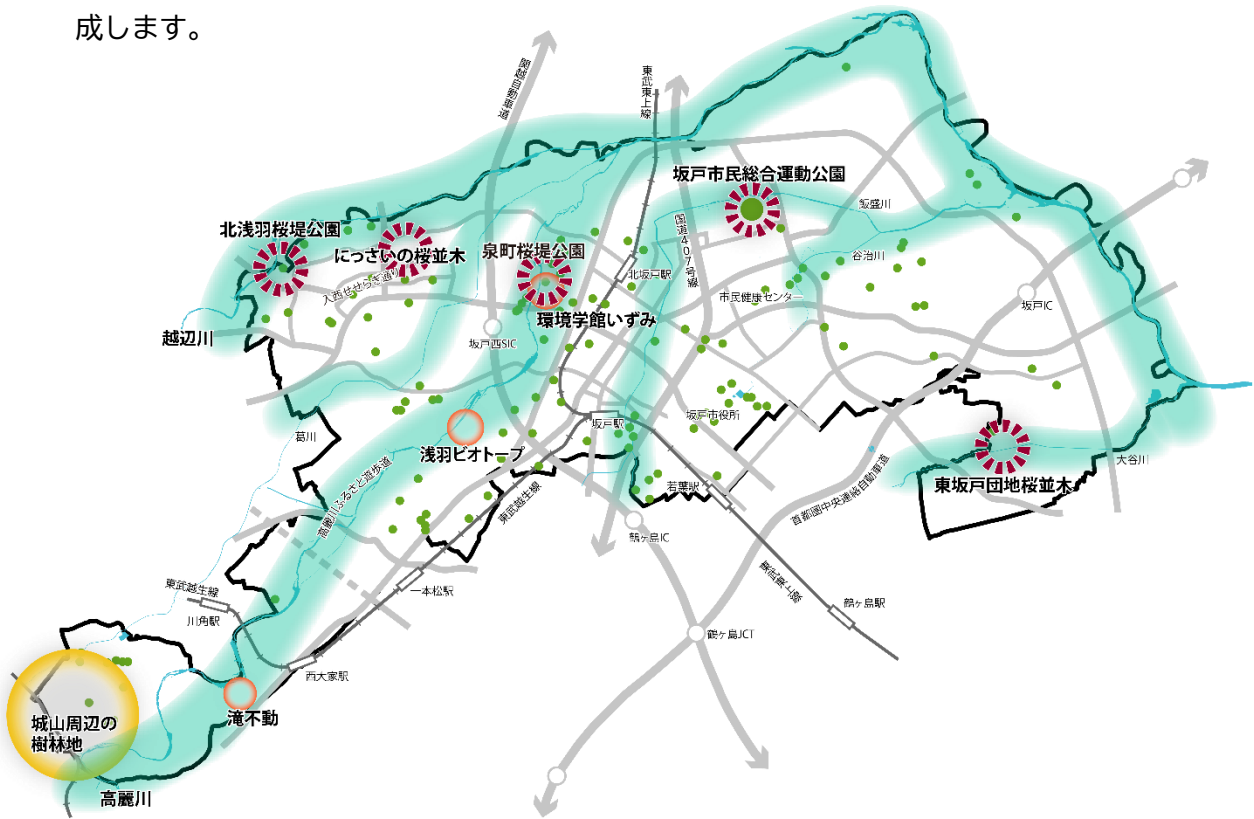 成します。
関越自動車道
東武東上線
坂戸市民総合運動公園
国道407号線
飯盛川
北浅羽桜堤公園
にっさいの桜並木
泉町桜堤公園
入西せせらぎ通り
北坂戸駅
谷治川
市民健康センター
坂戸IC
環境学館いずみ
越辺川
坂戸西SIC
葛川
坂戸駅
坂戸市役所
浅羽ビオトープ
高麗川ふるさと遊歩道
東武越生線
若葉駅
首都圏中央連絡自動車道
大谷川
東坂戸団地桜並木
鶴ヶ島IC
東武東上線
東武越生線
川角駅
一本松駅
鶴ヶ島駅
鶴ヶ島JCT
西大家駅
滝不動
城山周辺の
樹林地
高麗川